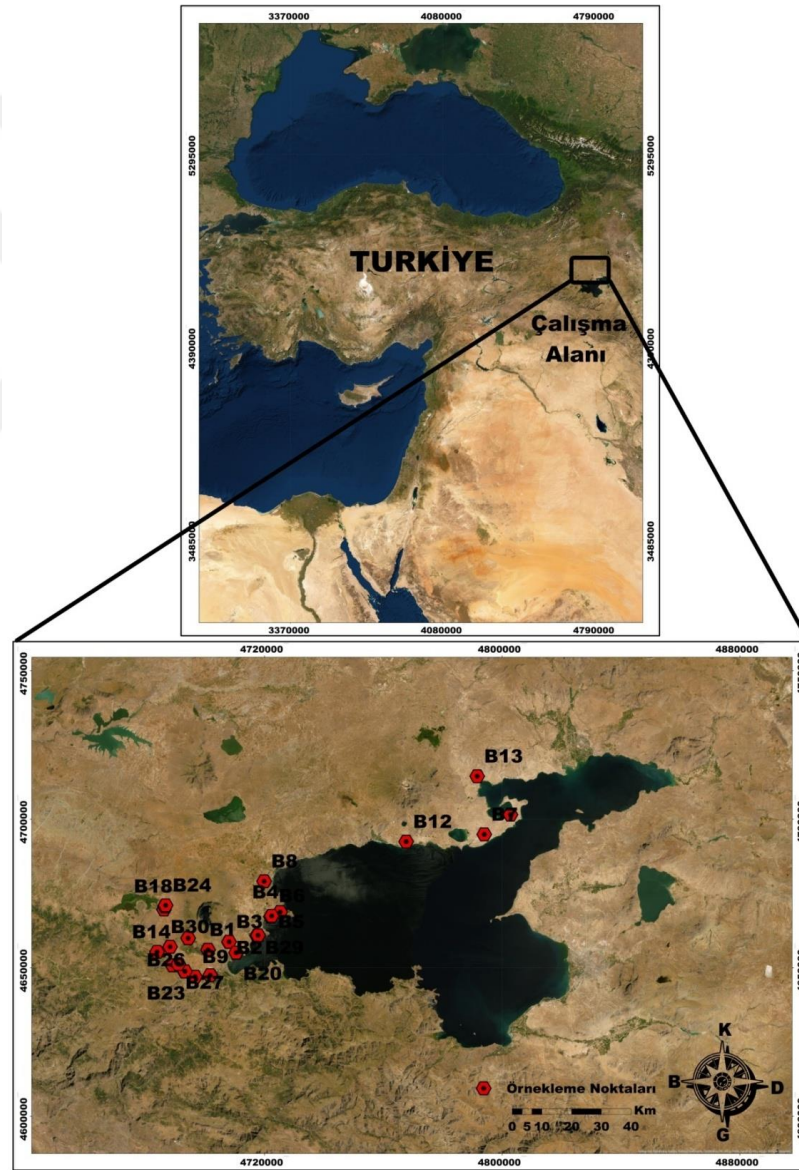 3370000 4080000 4790000
5295000 5295000
TURKİYE
Çalışma
Alanı
4390000
3485000 3485000
3370000 4080000 4790000
4720000 4800000 4880000
4750000
B13
4700000
B12 B7
B8
B18 B24 B4 B6
B3 B5
B14 B30 B1 B2 B29
B26 B9
B20
B23 B27
4650000
K
B D
G
Örnekleme Noktaları
Km
0 5 10 20 30 40
4600000
4720000 4800000 4880000